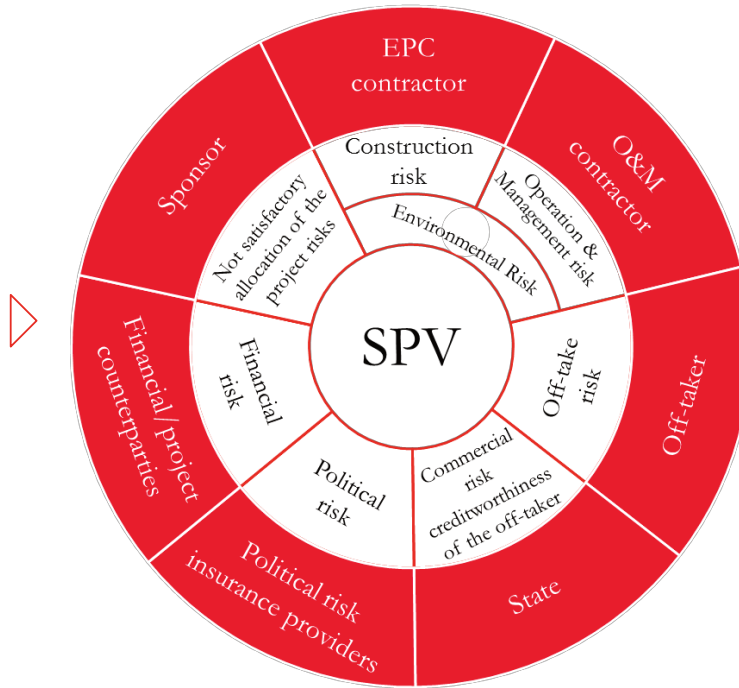 EPC
contractor
O&M
contractor
Off-taker
State
Political risk
insurance providers
Financial/project
counterparties
Sponsor
Construction
risk
Operation &
Management risk
Environmental Risk
Off-take
risk
Commercial
risk
creditworthiness
of the off-taker
Political
risk
Financial
risk
Not satisfactory
allocation of the
project risks
SPV